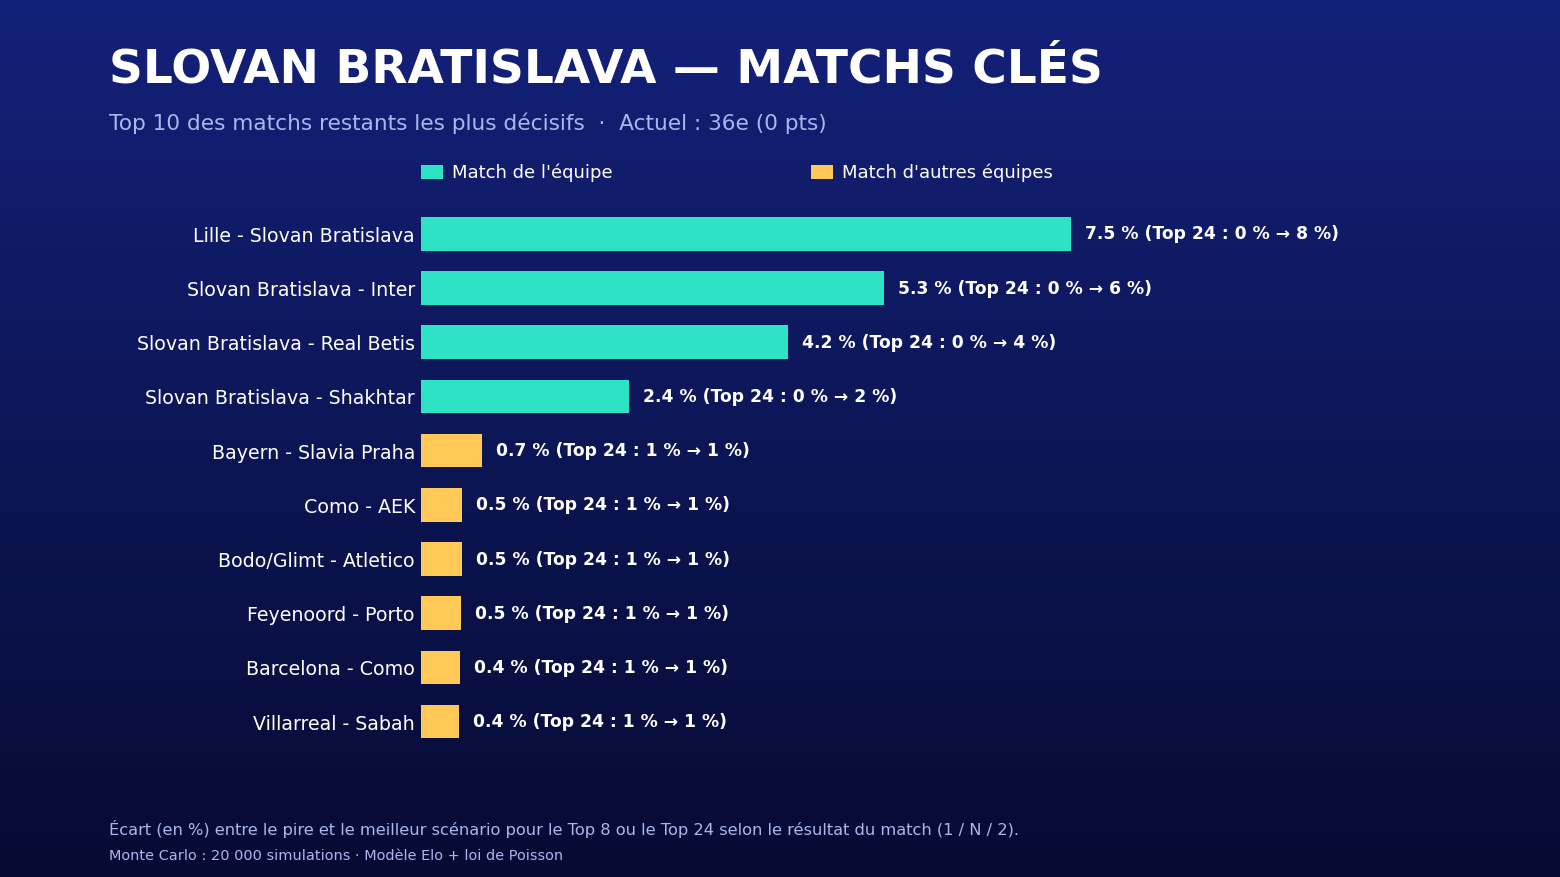 SLOVAN BRATISLAVA — MATCHS CLÉS
Top 10 des matchs restants les plus décisifs · Actuel : 36e (0 pts)
Match de l'équipe
Match d'autres équipes
Lille - Slovan Bratislava 7.5 % (Top 24 : 0 % → 8 %)
Slovan Bratislava - Inter 5.3 % (Top 24 : 0 % → 6 %)
Slovan Bratislava - Real Betis 4.2 % (Top 24 : 0 % → 4 %)
Slovan Bratislava - Shakhtar 2.4 % (Top 24 : 0 % → 2 %)
Bayern - Slavia Praha 0.7 % (Top 24 : 1 % → 1 %)
Como - AEK 0.5 % (Top 24 : 1 % → 1 %)
Bodo/Glimt - Atletico 0.5 % (Top 24 : 1 % → 1 %)
Feyenoord - Porto 0.5 % (Top 24 : 1 % → 1 %)
Barcelona - Como 0.4 % (Top 24 : 1 % → 1 %)
Villarreal - Sabah 0.4 % (Top 24 : 1 % → 1 %)
Écart (en %) entre le pire et le meilleur scénario pour le Top 8 ou le Top 24 selon le résultat du match (1 / N / 2).
Monte Carlo : 20 000 simulations · Modèle Elo + loi de Poisson